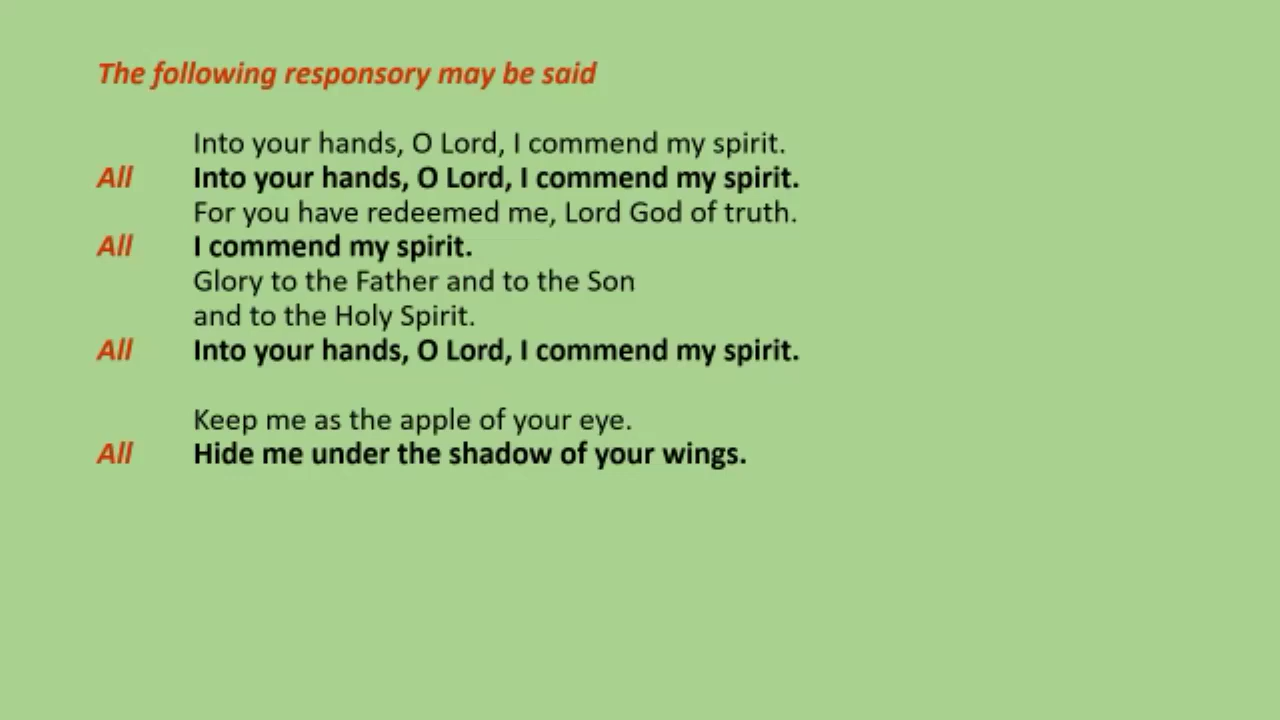 The following responsory may be said
Into your hands, O Lord, I commend my spirit.
All Into your hands, O Lord, I commend my spirit.
For you have redeemed me, Lord God of truth.
All I commend my spirit.
Glory to the Father and to the Son
and to the Holy Spirit.
All Into your hands, O Lord, I commend my spirit.
Keep me as the apple of your eye.
All Hide me under the shadow of your wings.